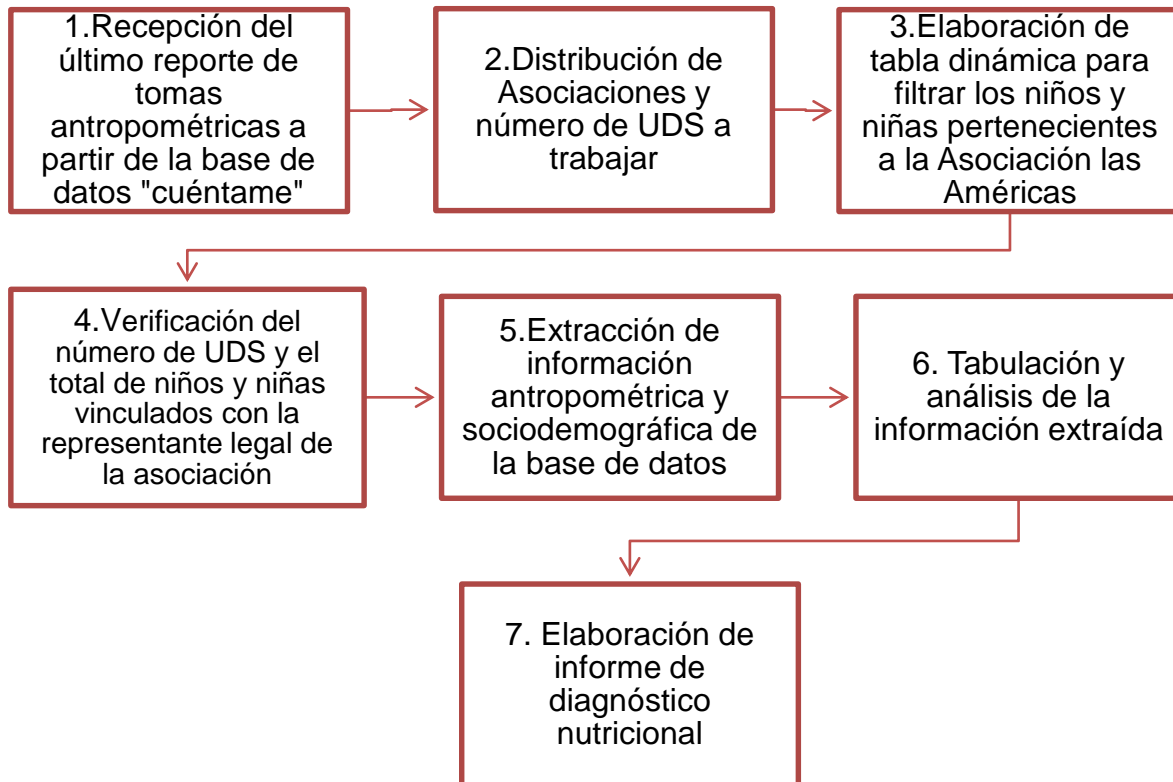 1.Recepción del
último reporte de
tomas
antropométricas a
partir de la base de
datos "cuéntame"
2.Distribución de
Asociaciones y
número de UDS a
trabajar
3.Elaboración de
tabla dinámica para
filtrar los niños y
niñas pertenecientes
a la Asociación las
Américas
4.Verificación del
número de UDS y el
total de niños y niñas
vinculados con la
representante legal de
la asociación
5.Extracción de
información
antropométrica y
sociodemográfica de
la base de datos
6. Tabulación y
análisis de la
información extraída
7. Elaboración de
informe de
diagnóstico
nutricional